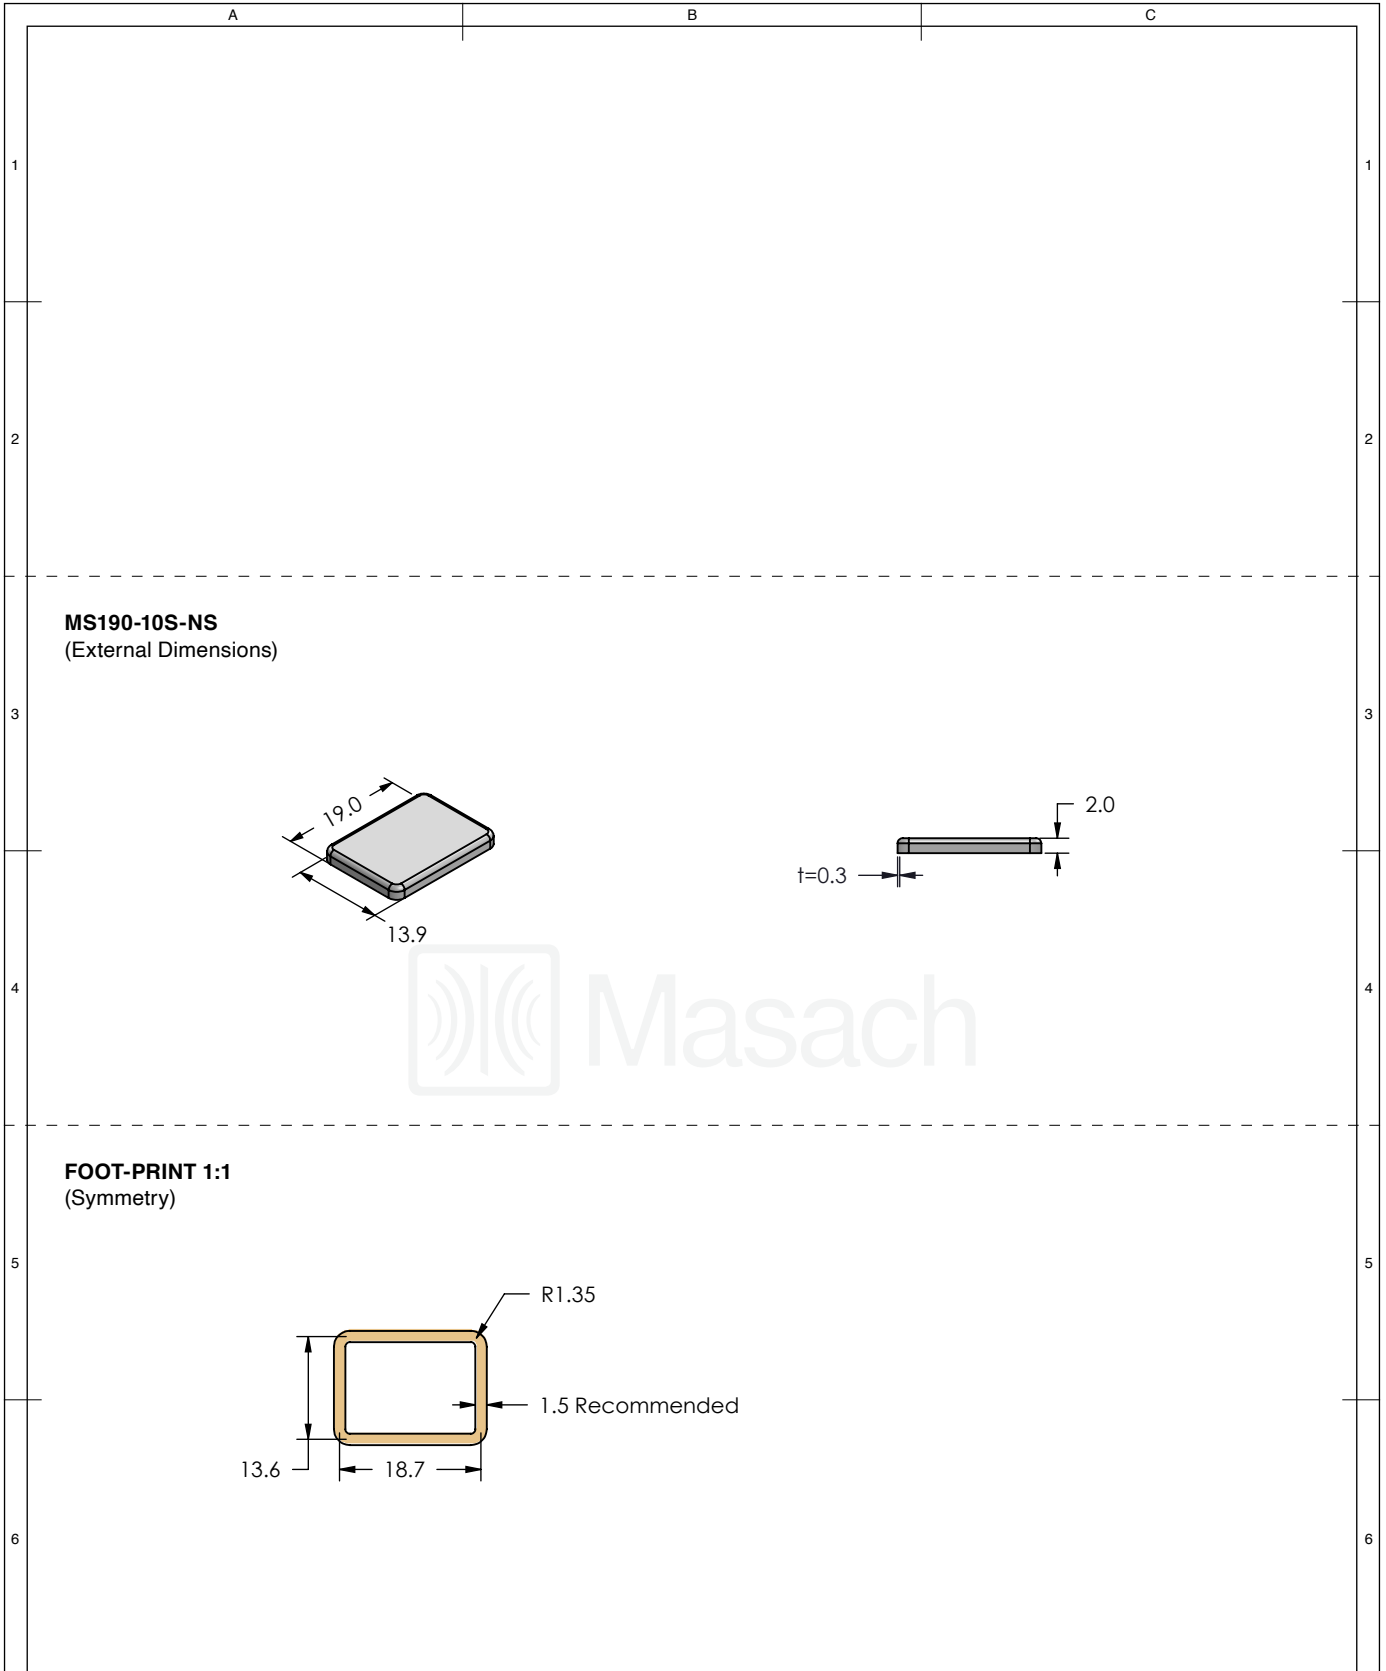 A B C
1 1
2 2
MS190-10S-NS
(External Dimensions)
3 3
19.0
2.0
t=0.3
13.9
Masach
4 4
FOOT-PRINT 1:1
(Symmetry)
5 5
R1.35
1.5 Recommended
13.6 18.7
6 6